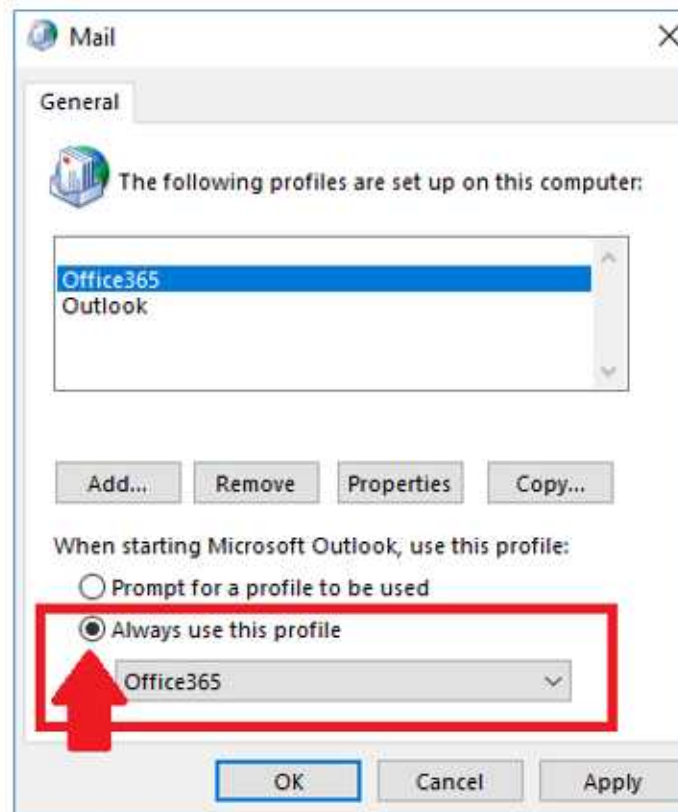 Mail
General
The following profiles are set up on this computer:
Office365
Outlook
Add... Remove Properties Copy...
When starting Microsoft Outlook, use this profile:
Prompt for a profile to be used
Always use this profile
Office365
OK Cancel Apply